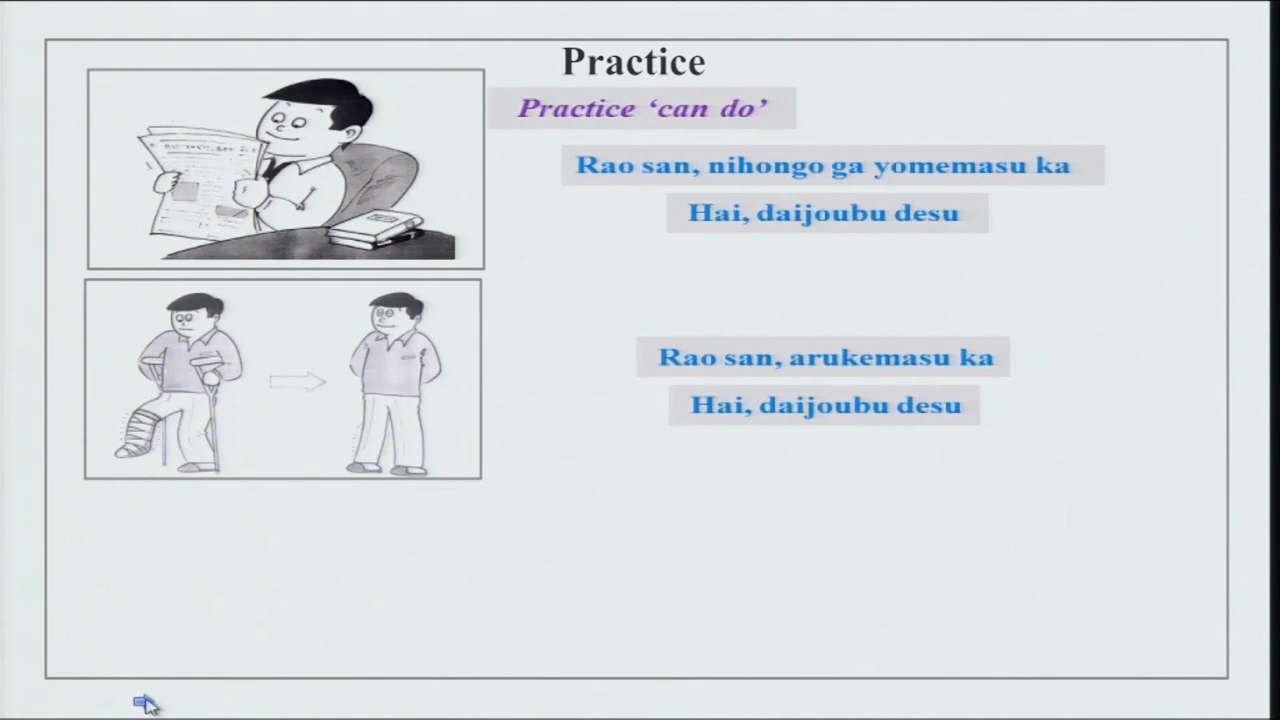 Practice
Practice ‘can do’
Rao san, nihongo ga yomemasu ka
Hai, daijoubu desu
Rao san, arukemasu ka
Hai, daijoubu desu